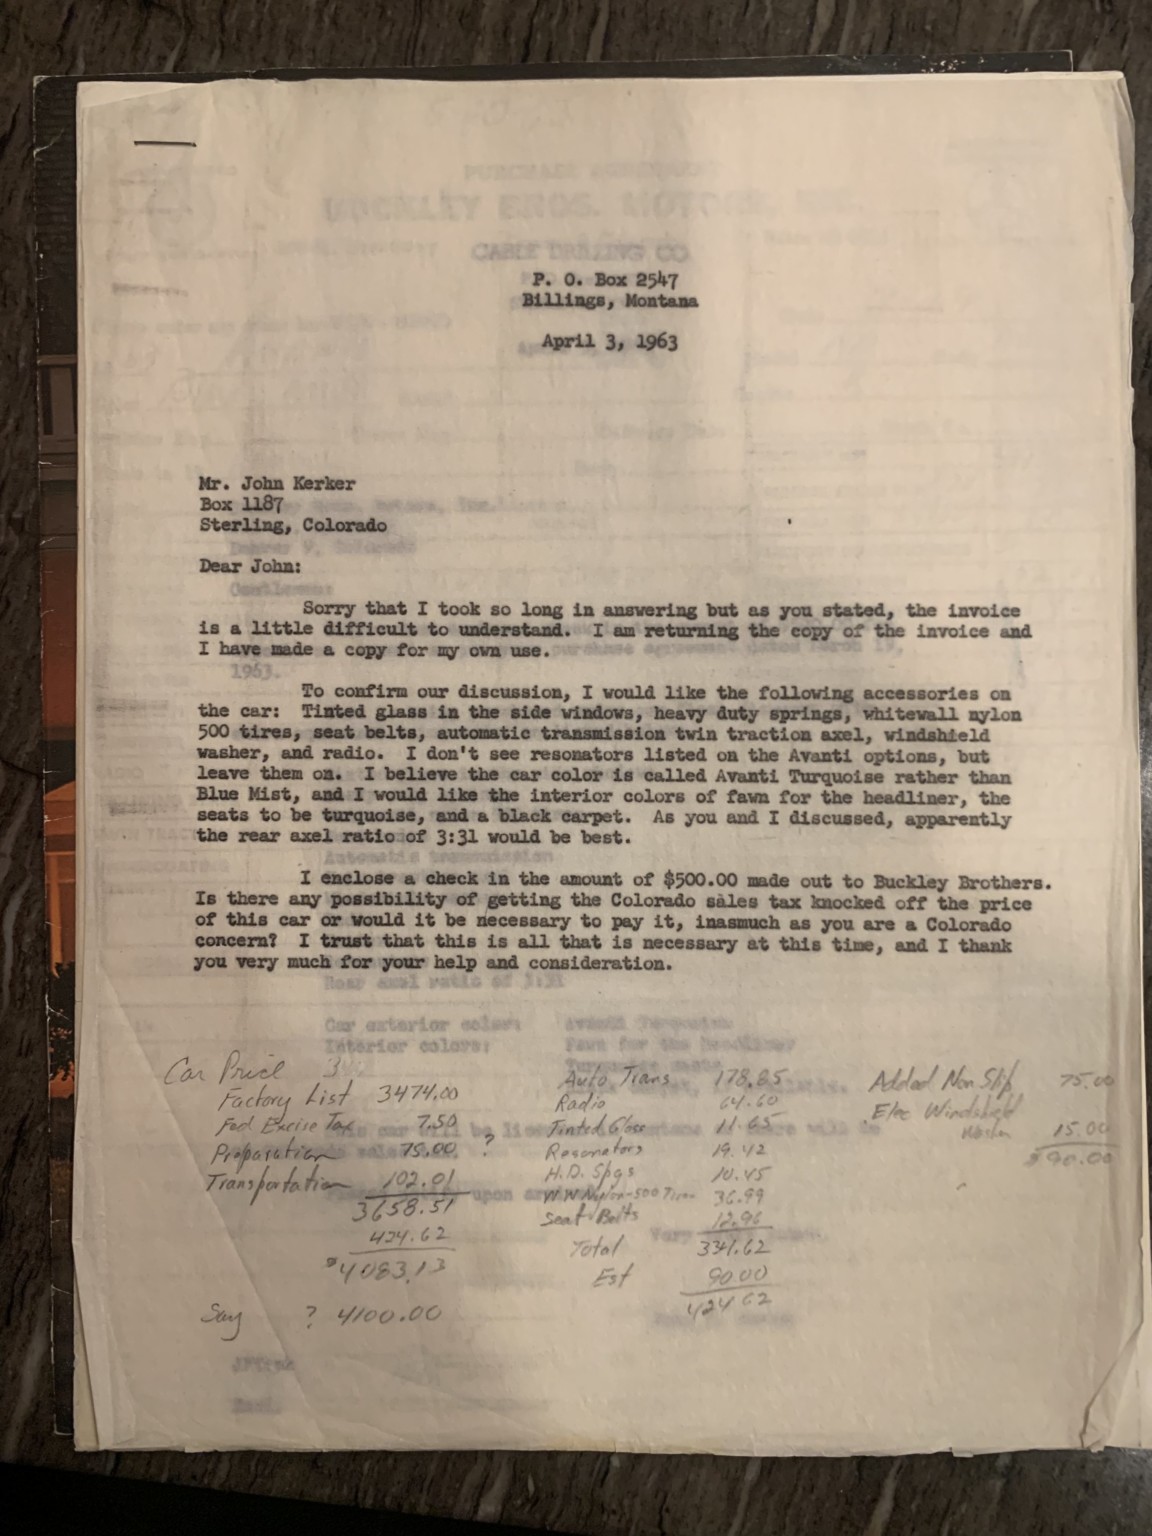 P. O. Box 2547
Billings, Montana
April 3, 1963
Mr. John Kerker
Box 1187
Sterling, Colorado
Dear John:
Sorry that I took so long in answering but as you stated, the invoice
is a little difficult to understand. I am returning the copy of the invoice and
I have made a copy for my own use.
To confirm our discussion, I would like the following accessories on
the car: Tinted glass in the side windows, heavy duty springs, whitewall nylon
500 tires, seat belts, automatic transmission twin traction axel, windshield
washer, and radio. I don't see resonators listed on the Avanti options, but
leave them on. I believe the car color is called Avanti Turquoise rather than
Blue Mist, and I would like the interior colors of fawn for the headliner, the
seats to be turquoise, and a black carpet. As you and I discussed, apparently
the rear axel ratio of 3:31 would be best.
I enclose a check in the amount of $500.00 made out to Buckley Brothers.
Is there any possibility of getting the Colorado sales tax knocked off the price
of this car or would it be necessary to pay it, inasmuch as you are a Colorado
concern? I trust that this is all that is necessary at this time, and I thank
you very much for your help and consideration.
Car Price
Factory List 3474.00
Fed Excise Tax 7.50
Preparation 75.00 ?
Transportation 102.01
3658.51
424.62
$4083.13
Say ? 4100.00
Auto Trans 178.85
Radio 64.60
Tinted Glass 11.65
Resonators 19.42
H.D. Spgs 10.45
WW Nylon-500 Tires 36.99
Seat Belts 12.96
Total 334.62
Est 90.00
424.62
Added Non Slip 75.00
Elec Windshield
Washer 15.00
$90.00